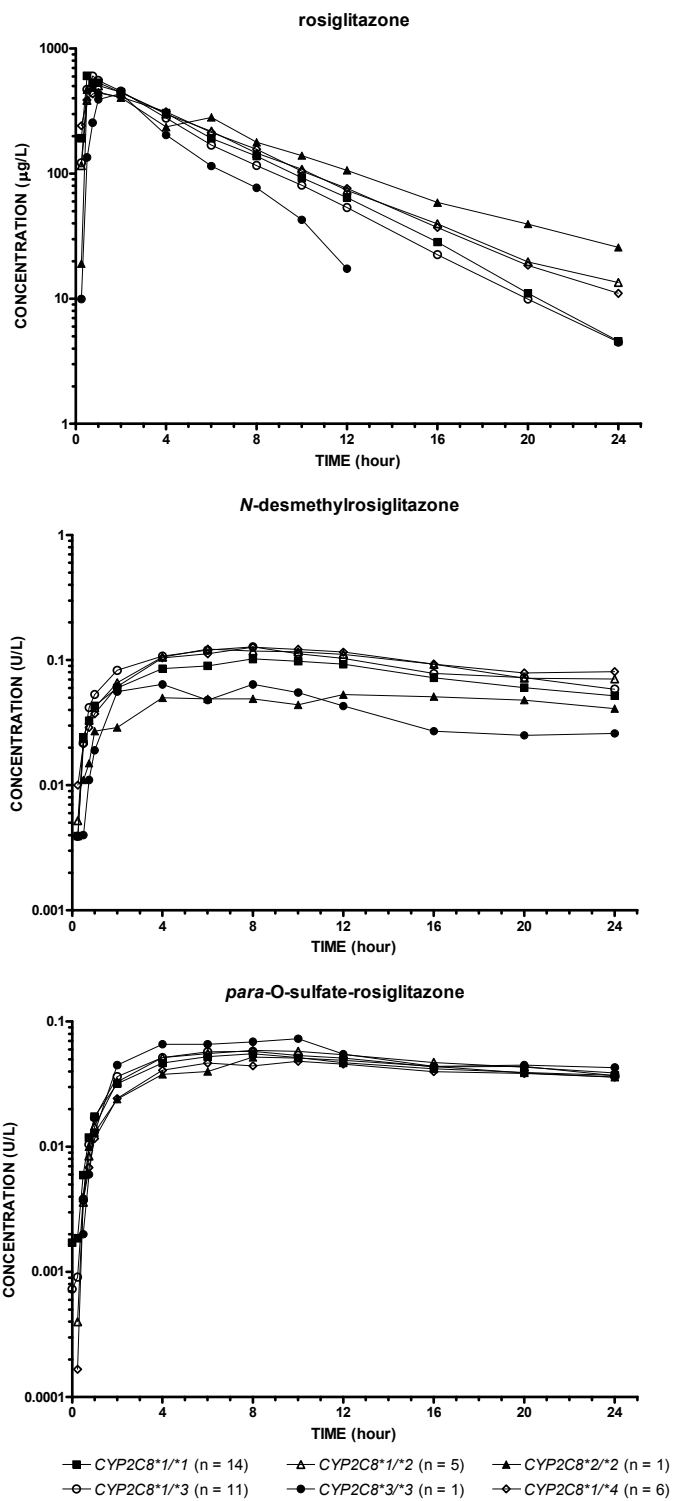 rosiglitazone
1000
100
10
1
CONCENTRATION (μg/L)
0 4 8 12 16 20 24
TIME (hour)
N-desmethylrosiglitazone
1
0.1
0.01
0.001
CONCENTRATION (U/L)
0 4 8 12 16 20 24
TIME (hour)
para-O-sulfate-rosiglitazone
0.1
0.01
0.001
0.0001
CONCENTRATION (U/L)
0 4 8 12 16 20 24
TIME (hour)
CYP2C8*1/*1 (n = 14) CYP2C8*1/*2 (n = 5) CYP2C8*2/*2 (n = 1)
CYP2C8*1/*3 (n = 11) CYP2C8*3/*3 (n = 1) CYP2C8*1/*4 (n = 6)